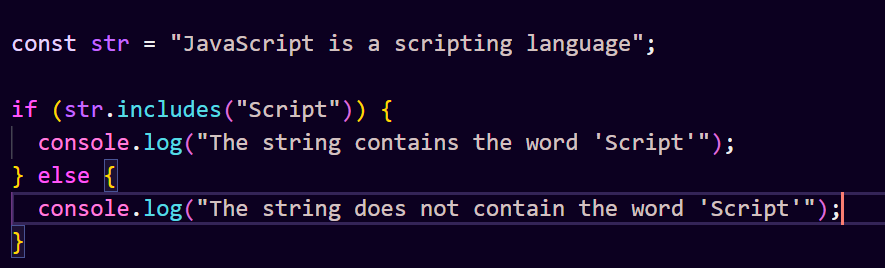 const str = "JavaScript is a scripting language";
if (str.includes("Script")) {
  console.log("The string contains the word 'Script'");
} else {
  console.log("The string does not contain the word 'Script'");
}